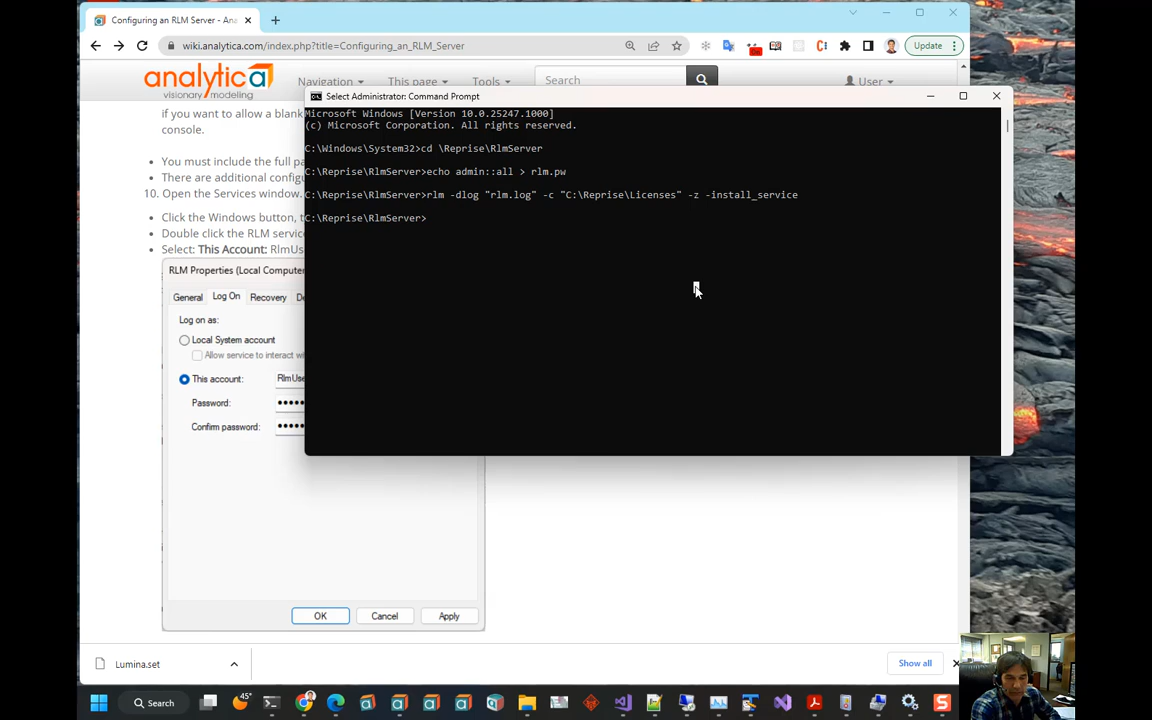 Configuring an RLM Server - Ana
wiki.analytica.com/index.php?title=Configuring_an_RLM_Server
Update
analytica
visionary modeling
Navigation
This page
Tools
Search
User
if you want to allow a blank
console.
You must include the full pa
There are additional configu
10. Open the Services window.
Click the Windows button, t
Double click the RLM service
Select: This Account: RlmUs
Select Administrator: Command Prompt
Microsoft Windows [Version 10.0.25247.1000]
(c) Microsoft Corporation. All rights reserved.
C:\Windows\System32>cd \Reprise\RlmServer
C:\Reprise\RlmServer>echo admin::all > rlm.pw
C:\Reprise\RlmServer>rlm -dlog "rlm.log" -c "C:\Reprise\Licenses" -z -install_service
C:\Reprise\RlmServer>
RLM Properties (Local Computer
General
Log On
Recovery
De
Log on as:
Local System account
Allow service to interact wi
This account:
RlmUse
Password:
Confirm password:
OK
Cancel
Apply
Lumina.set
Show all
Search
45°